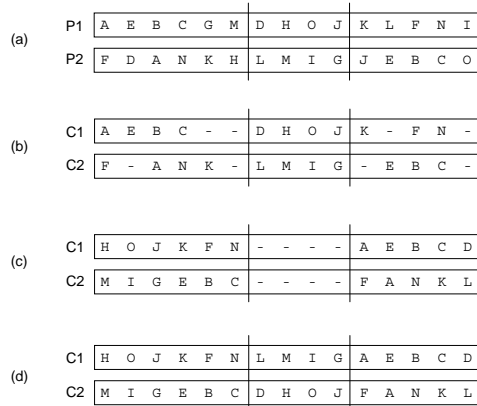 (a)
P1 A E B C G M D H O J K L F N I
P2 F D A N K H L M I G J E B C O
(b)
C1 A E B C - - D H O J K - F N -
C2 F - A N K - L M I G - E B C -
(c)
C1 H O J K F N - - - - A E B C D
C2 M I G E B C - - - - F A N K L
(d)
C1 H O J K F N L M I G A E B C D
C2 M I G E B C D H O J F A N K L